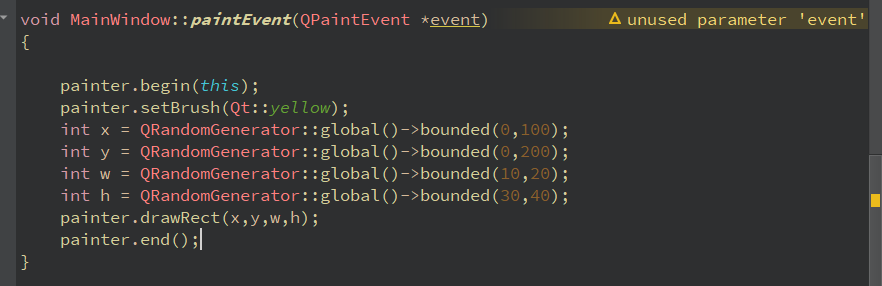 void MainWindow::paintEvent(QPaintEvent *event) ⚠ unused parameter 'event'
{
painter.begin(this);
painter.setBrush(Qt::yellow);
int x = QRandomGenerator::global()->bounded(0,100);
int y = QRandomGenerator::global()->bounded(0,200);
int w = QRandomGenerator::global()->bounded(10,20);
int h = QRandomGenerator::global()->bounded(30,40);
painter.drawRect(x,y,w,h);
painter.end();
}